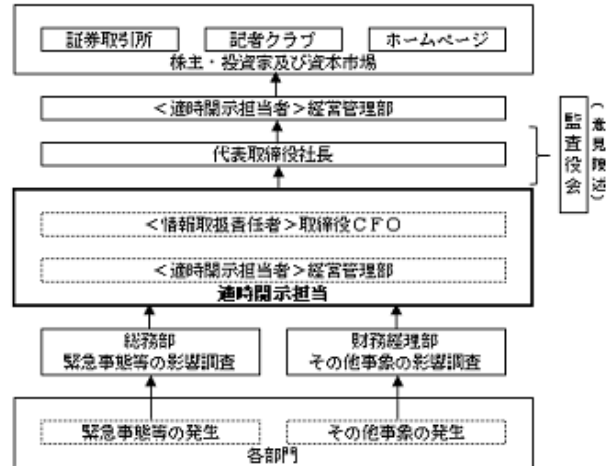 証券取引所
記者クラブ
ホームページ
株主・投資家及び資本市場
<適時開示担当者>経営管理部
代表取締役社長
監査役会
(意見陳述)
<情報取扱責任者>取締役CFO
<適時開示担当者>経営管理部
適時開示担当
総務部
緊急事態等の影響調査
財務経理部
その他事象の影響調査
緊急事態等の発生
その他事象の発生
各部門